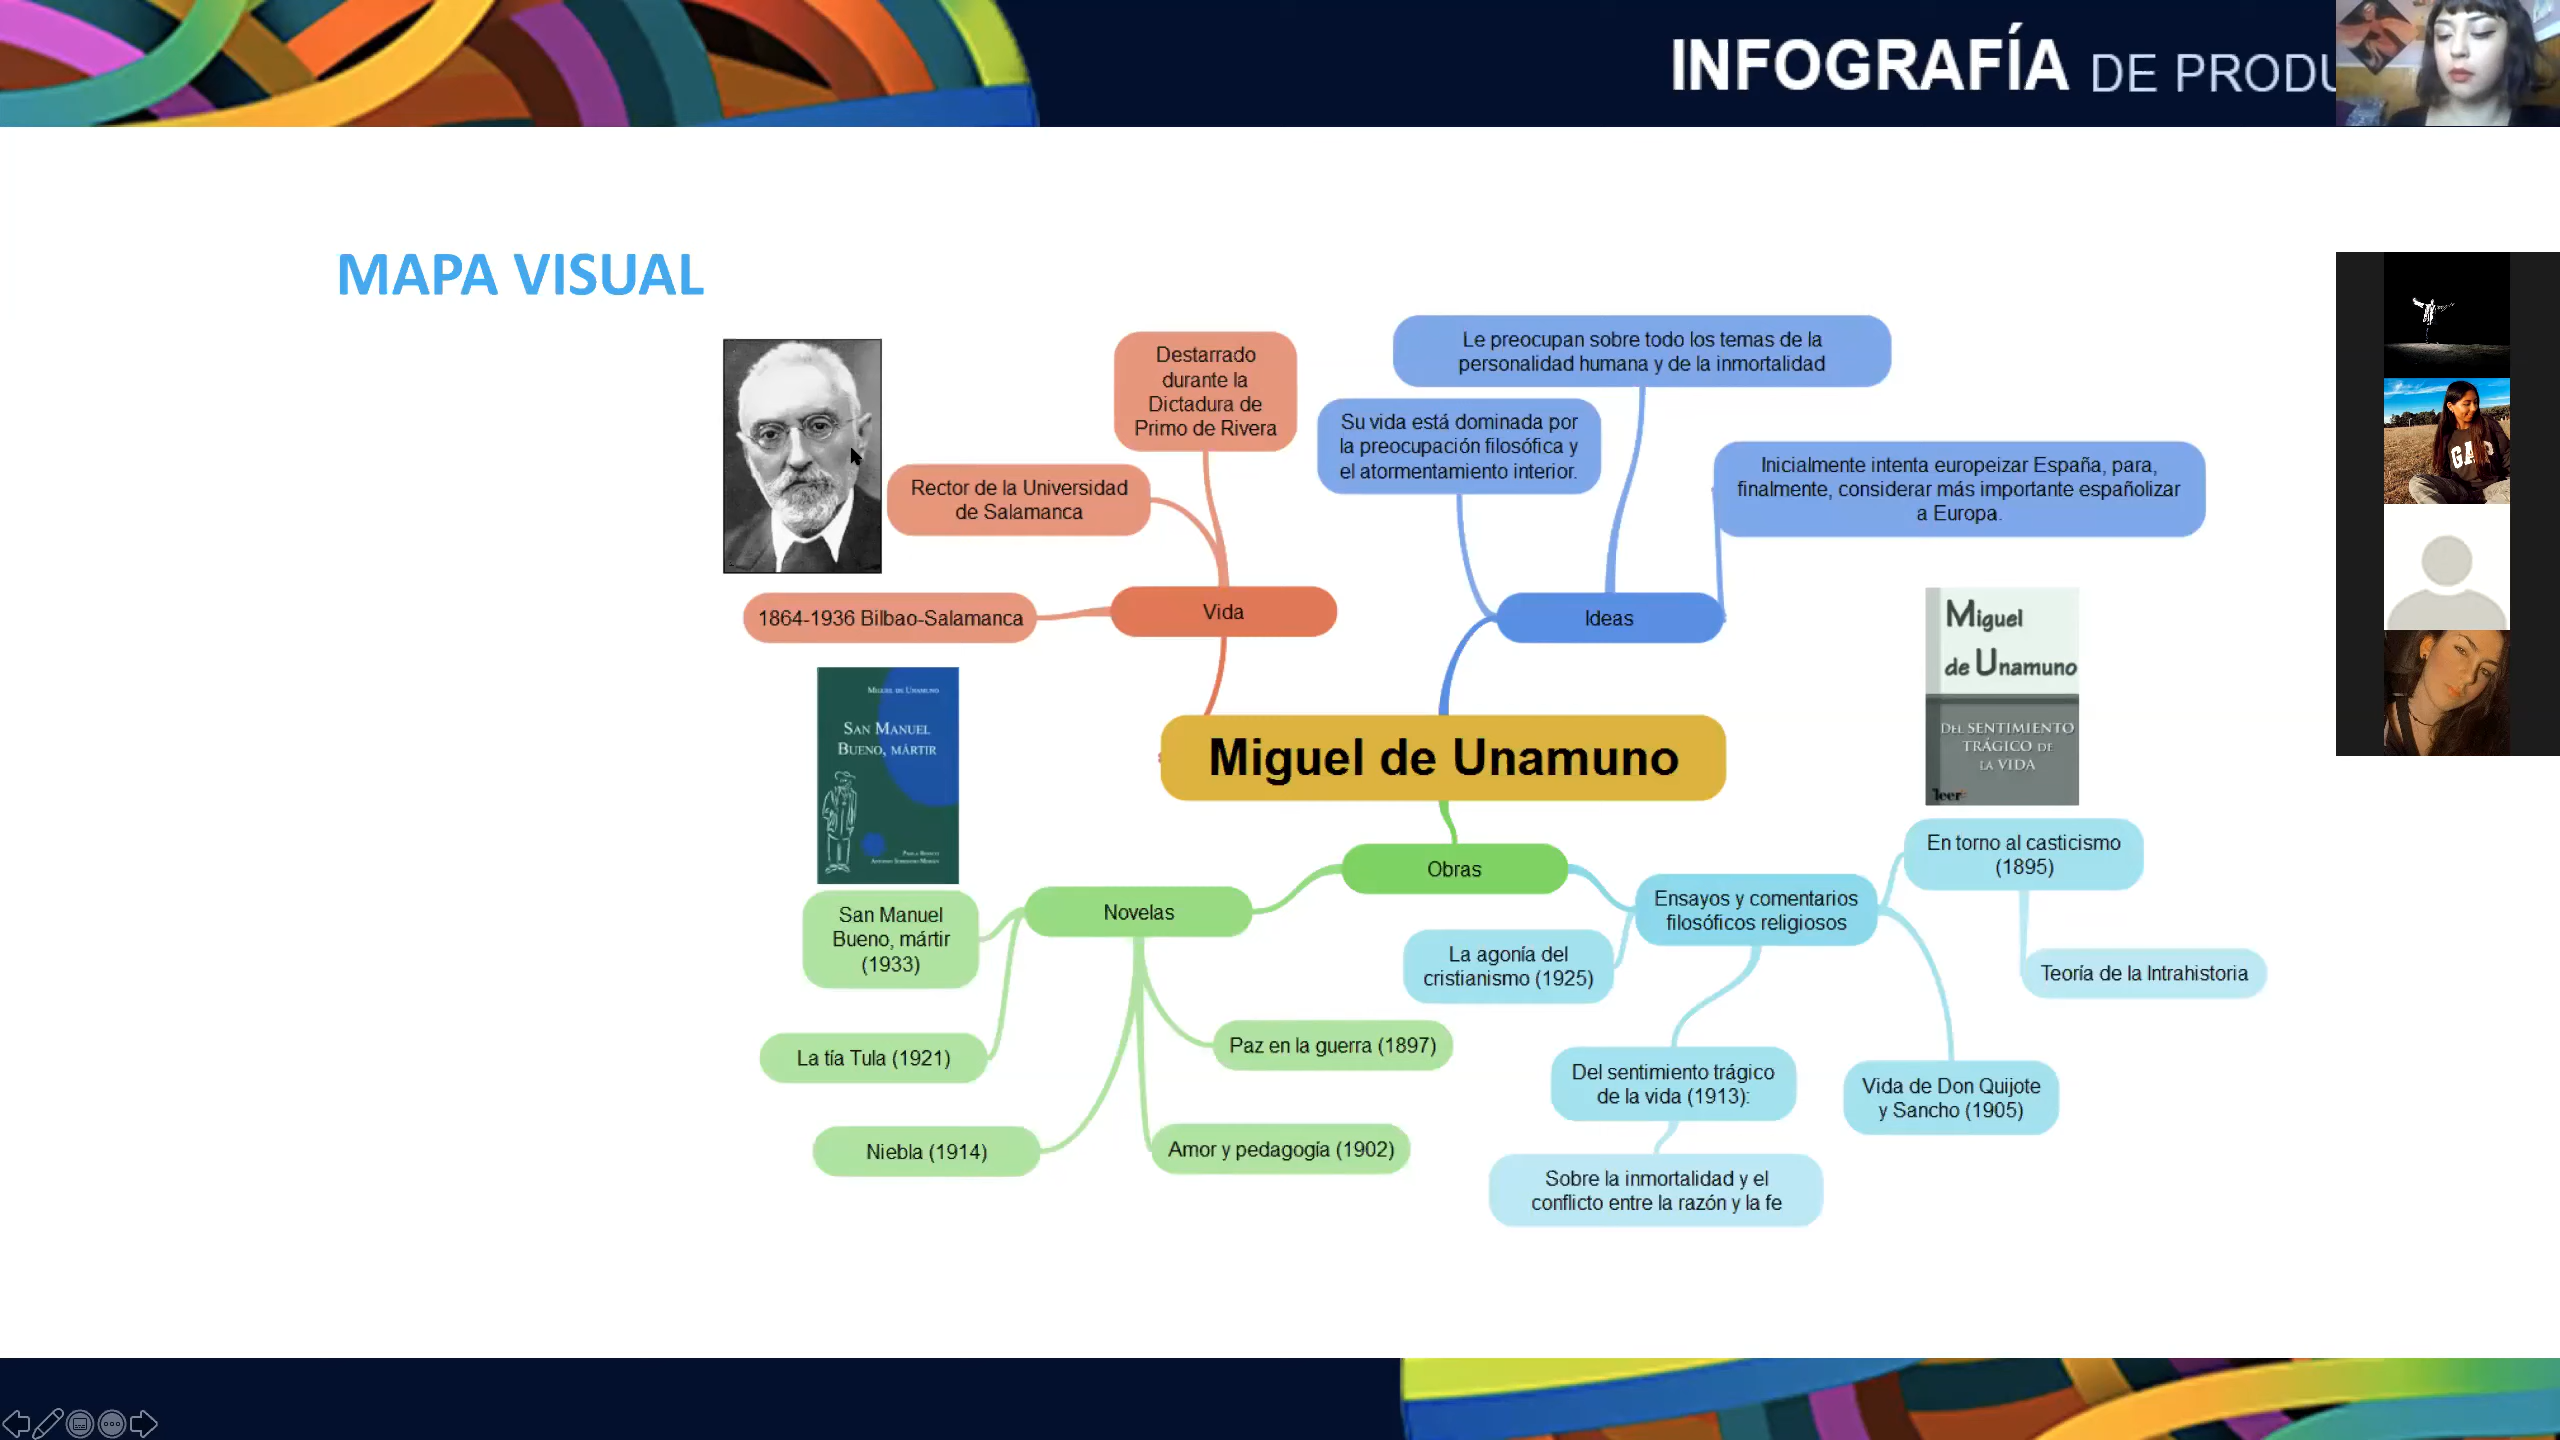 INFOGRAFÍA DE PRODU
MAPA VISUAL
Destarrado
durante la
Dictadura de
Primo de Rivera
Rector de la Universidad
de Salamanca
1864-1936 Bilbao-Salamanca
Vida
Le preocupan sobre todo los temas de la
personalidad humana y de la inmortalidad
Su vida está dominada por
la preocupación filosófica y
el atormentamiento interior.
Inicialmente intenta europeizar España, para,
finalmente, considerar más importante españolizar
a Europa.
Ideas
GA
Miguel
de Unamuno
DEL SENTIMIENTO
TRÁGICO DE
LA VIDA
leer
MIGUEL DE UNAMUNO
SAN MANUEL
BUENO, MÁRTIR
Miguel de Unamuno
Obras
Novelas
San Manuel
Bueno, mártir
(1933)
La tía Tula (1921)
Niebla (1914)
Paz en la guerra (1897)
Amor y pedagogía (1902)
Ensayos y comentarios
filosóficos religiosos
La agonía del
cristianismo (1925)
En torno al casticismo
(1895)
Teoría de la Intrahistoria
Del sentimiento trágico
de la vida (1913):
Vida de Don Quijote
y Sancho (1905)
Sobre la inmortalidad y el
conflicto entre la razón y la fe